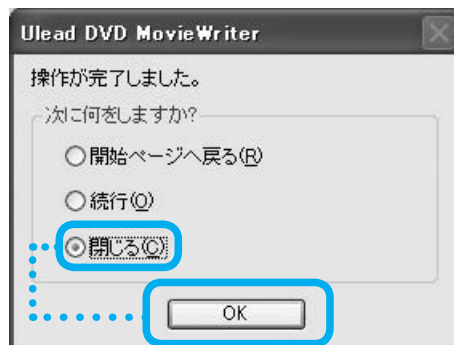 Ulead DVD MovieWriter
操作が完了しました。
次に何をしますか?
開始ページへ戻る(R)
続行(O)
閉じる(C)
OK